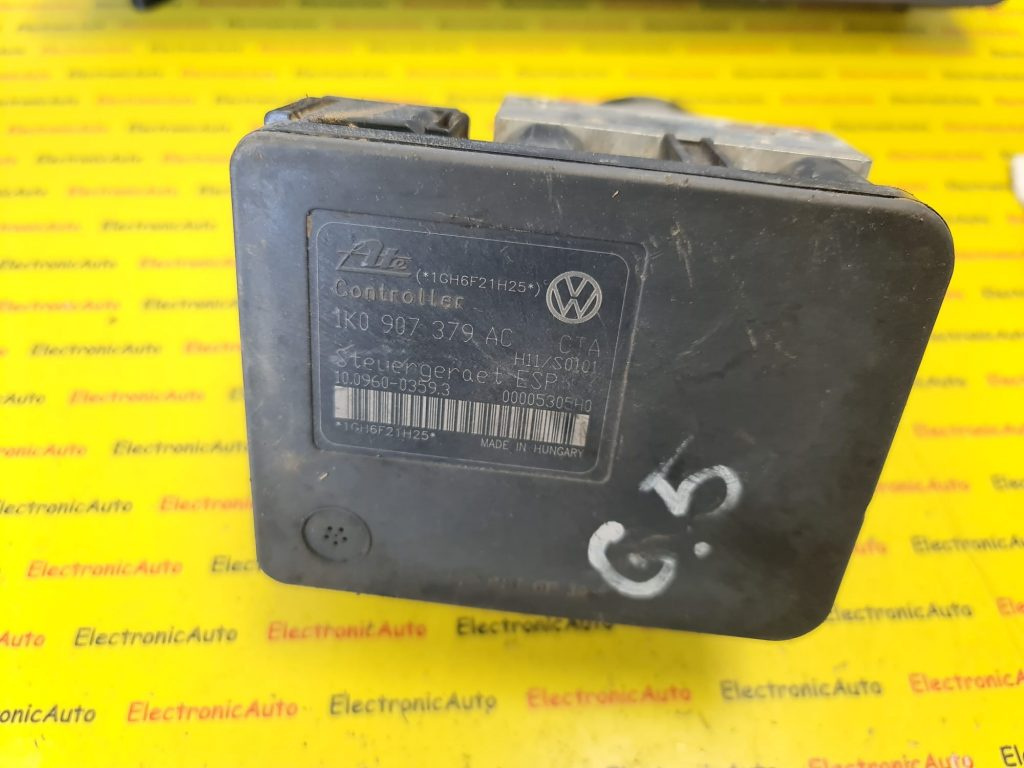 Ate
(*1GH6F21H25*)
Controller
1K0 907 379 AC CTA
H11/S0101
Steuergeraet ESP
10.0960-0359.3 00005305H0
*1GH6F21H25* MADE IN HUNGARY
G.5
ElectronicAuto